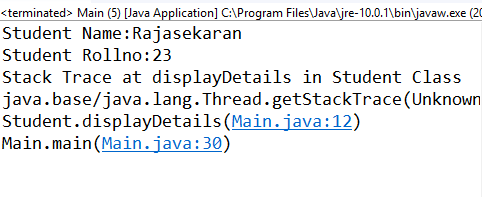 <terminated> Main (5) [Java Application] C:\Program Files\Java\jre-10.0.1\bin\javaw.exe (20
Student Name:Rajasekaran
Student Rollno:23
Stack Trace at displayDetails in Student Class
java.base/java.lang.Thread.getStackTrace(Unknown
Student.displayDetails(Main.java:12)
Main.main(Main.java:30)